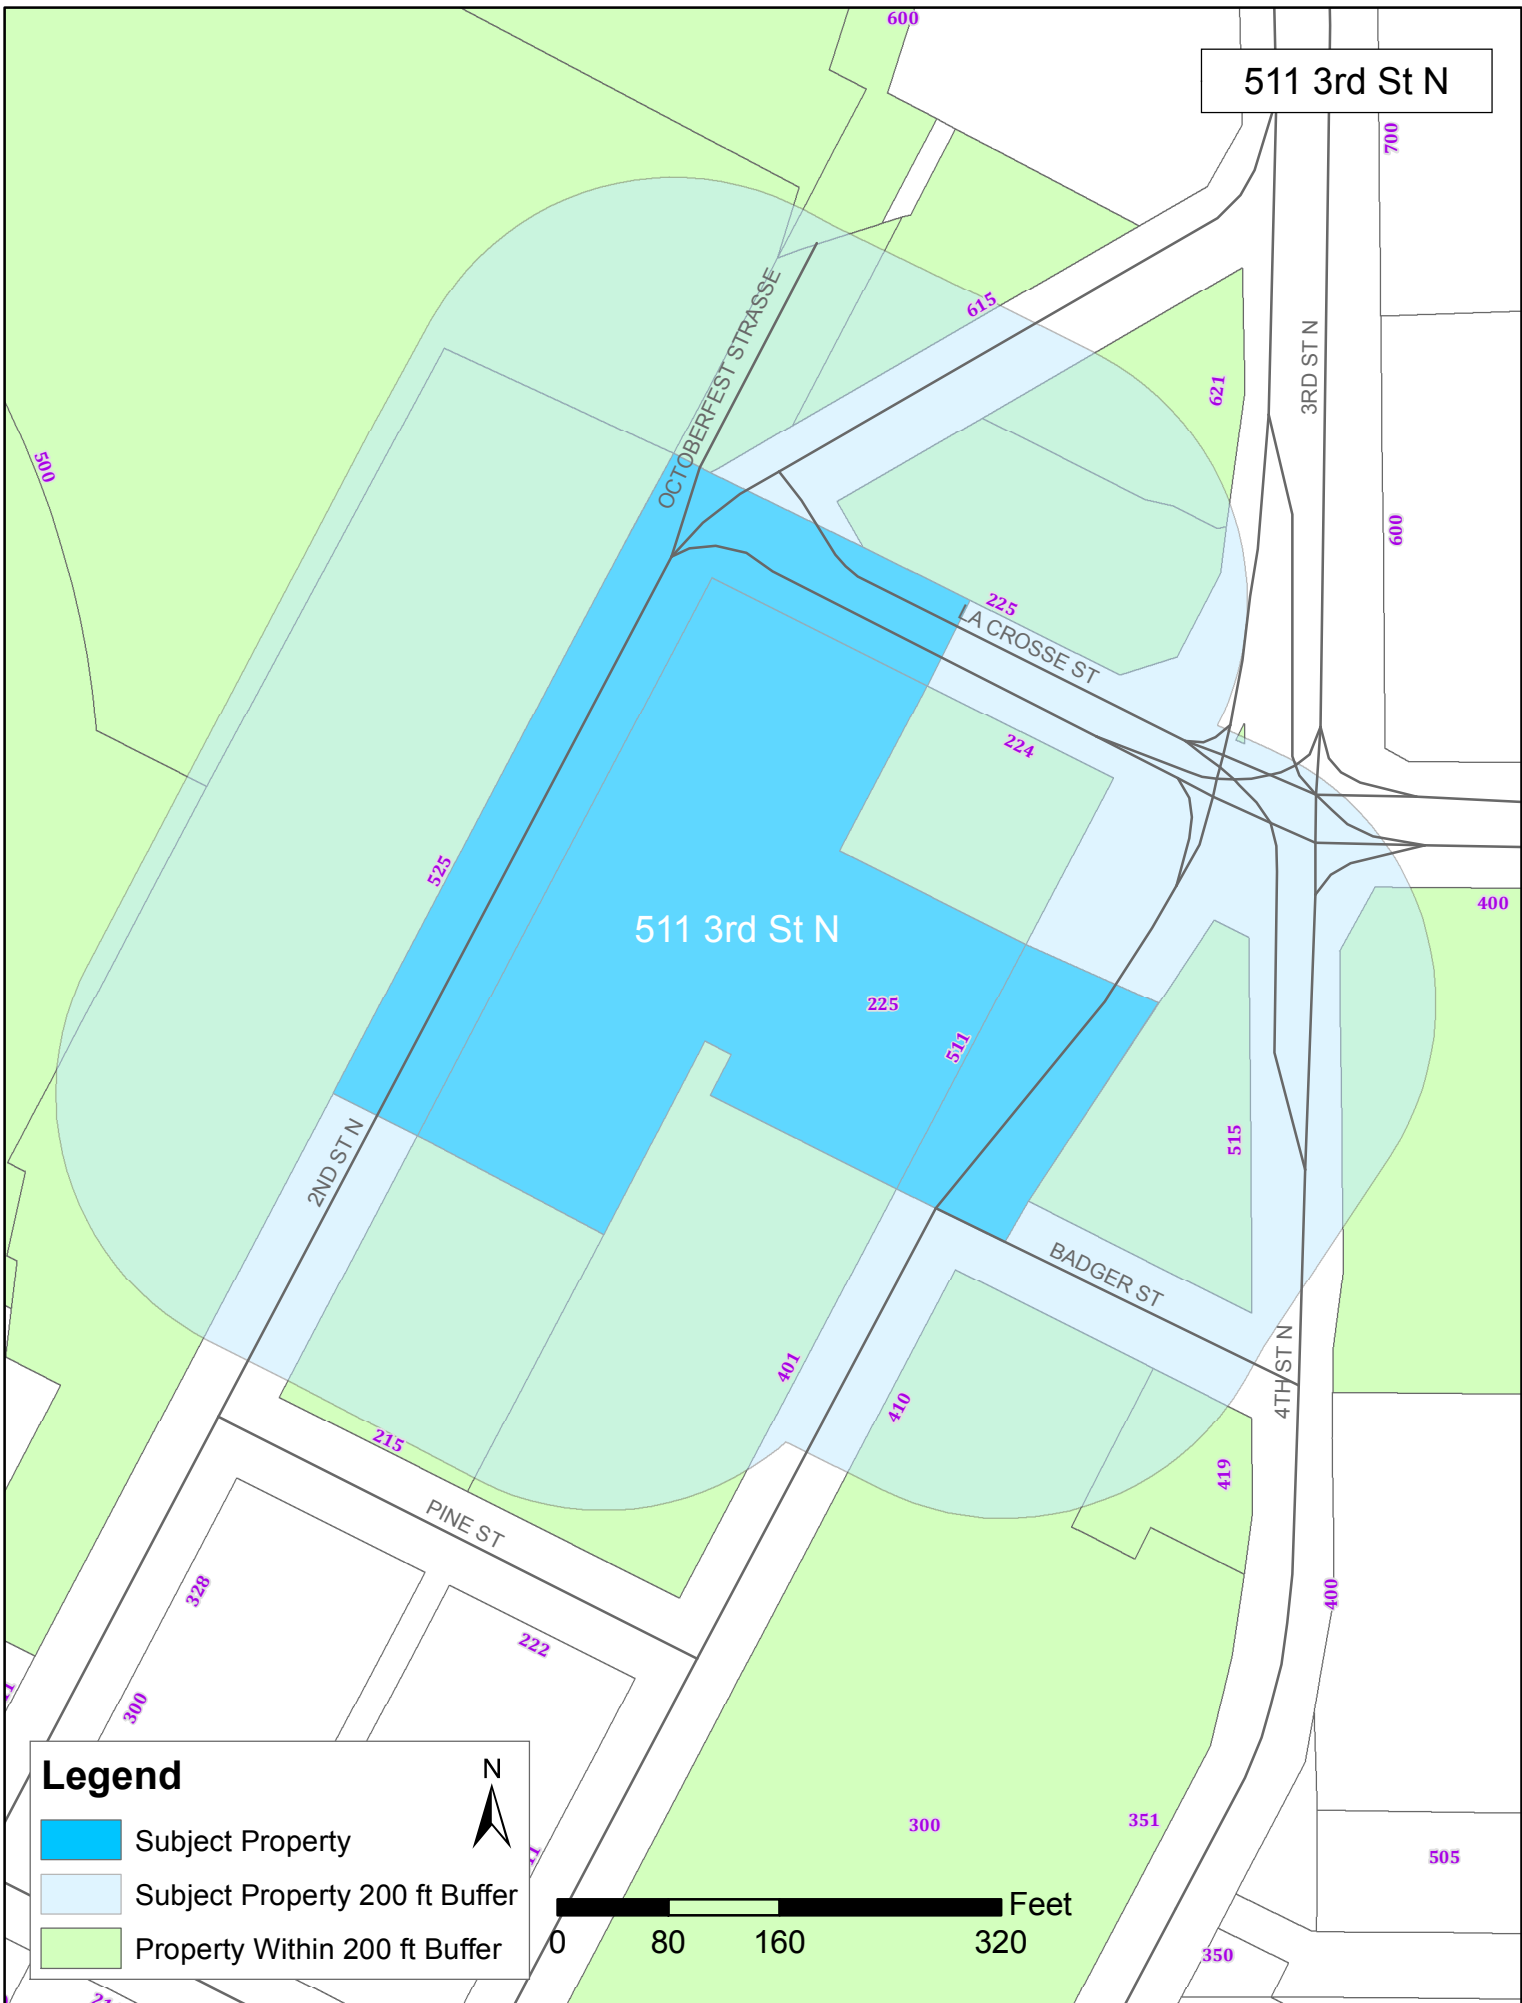 600
511 3rd St N
700
OCTOBERFEST STRASSE
615
3RD ST N
621
500
600
225
LA CROSSE ST
224
525
400
511 3rd St N
225
511
515
2ND ST N
BADGER ST
4TH ST N
401
410
215
419
PINE ST
328
222
400
300
Legend
N
Subject Property
Subject Property 200 ft Buffer
Property Within 200 ft Buffer
300
351
505
350
Feet
0 80 160 320